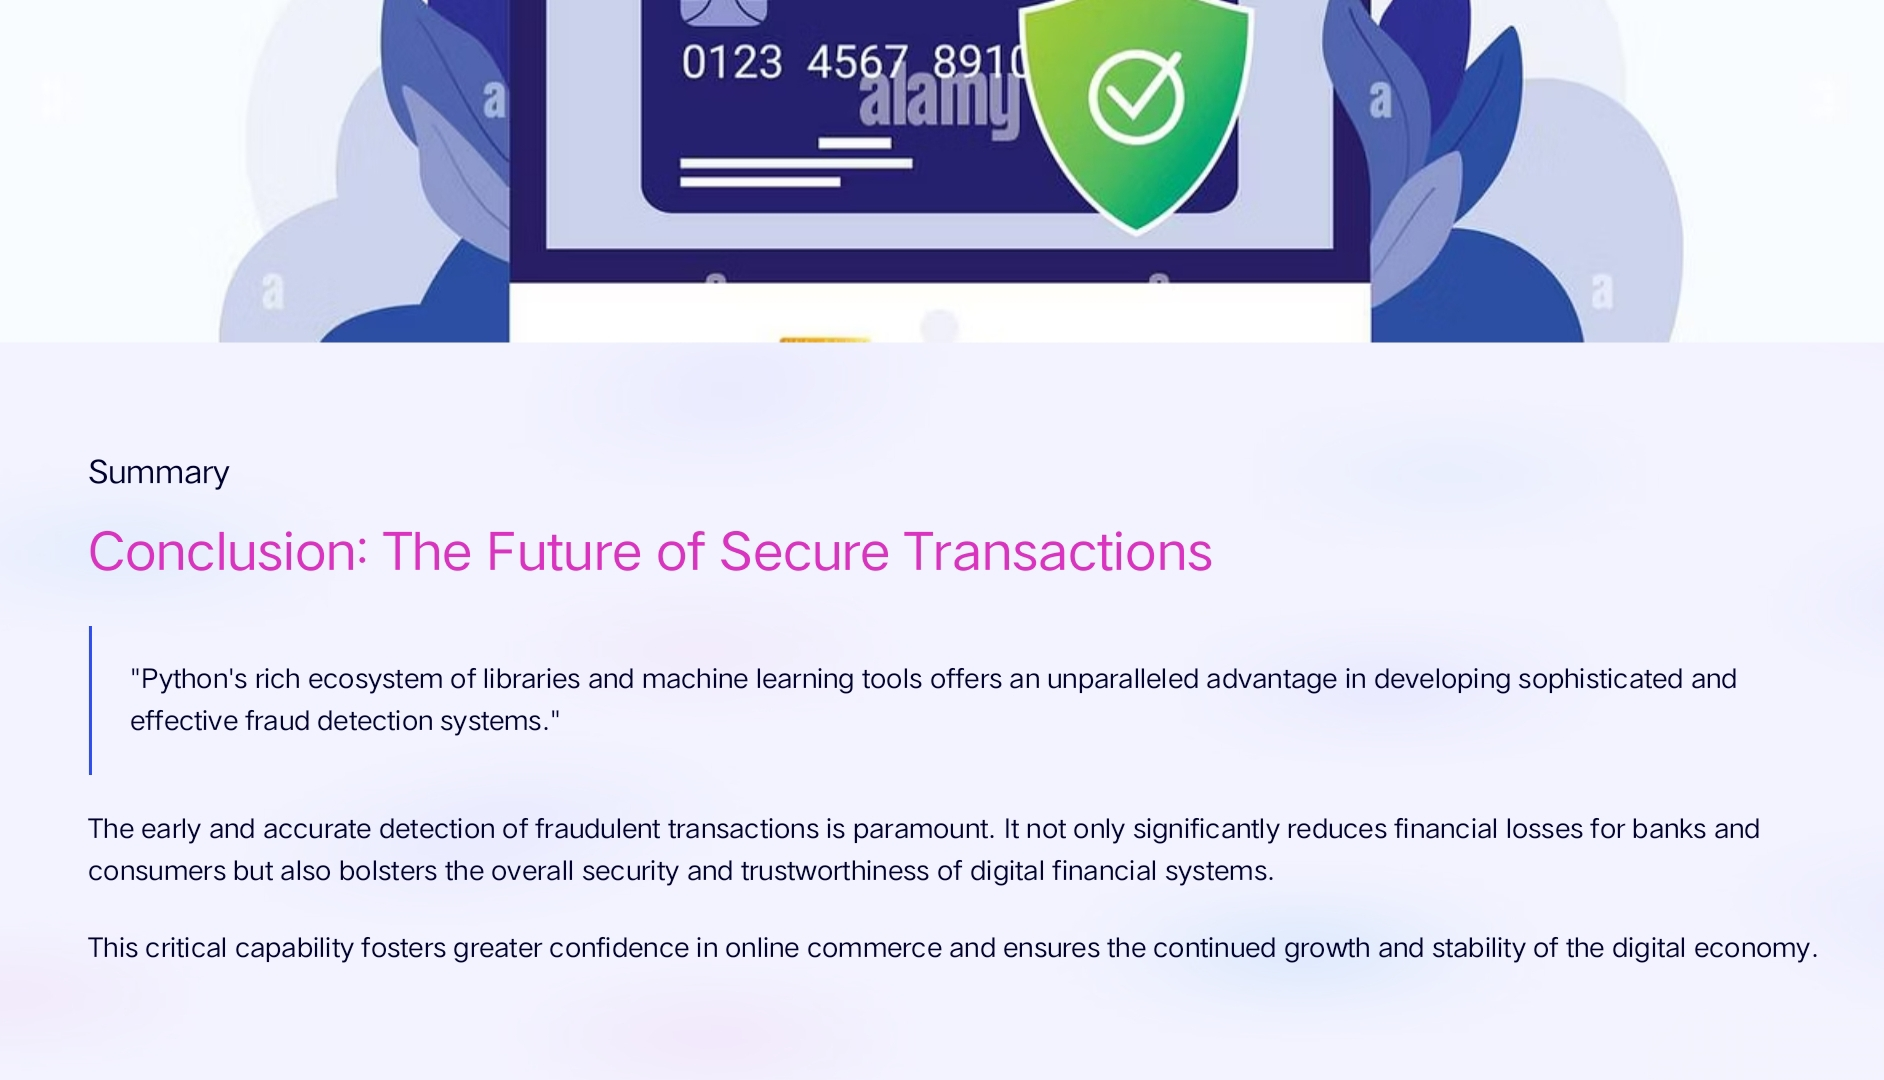 0123 4567 8910
alamy
a
a
a
a
Summary
Conclusion: The Future of Secure Transactions
"Python's rich ecosystem of libraries and machine learning tools offers an unparalleled advantage in developing sophisticated and
effective fraud detection systems."
The early and accurate detection of fraudulent transactions is paramount. It not only significantly reduces financial losses for banks and
consumers but also bolsters the overall security and trustworthiness of digital financial systems.
This critical capability fosters greater confidence in online commerce and ensures the continued growth and stability of the digital economy.